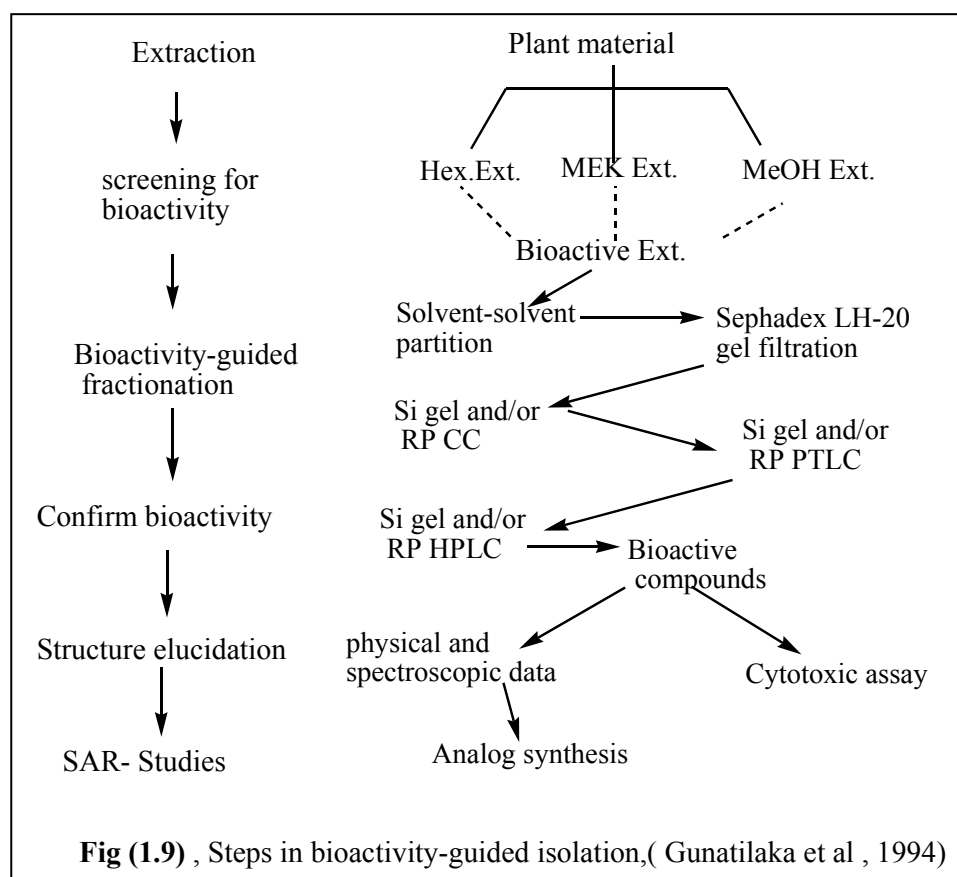 Extraction
screening for
bioactivity
Bioactivity-guided
fractionation
Confirm bioactivity
Structure elucidation
SAR- Studies
Plant material
Hex.Ext.
MEK Ext.
MeOH Ext.
Bioactive Ext.
Solvent-solvent
partition
Sephadex LH-20
gel filtration
Si gel and/or
RP CC
Si gel and/or
RP PTLC
Si gel and/or
RP HPLC
Bioactive
compounds
physical and
spectroscopic data
Cytotoxic assay
Analog synthesis
Fig (1.9) , Steps in bioactivity-guided isolation,( Gunatilaka et al , 1994)